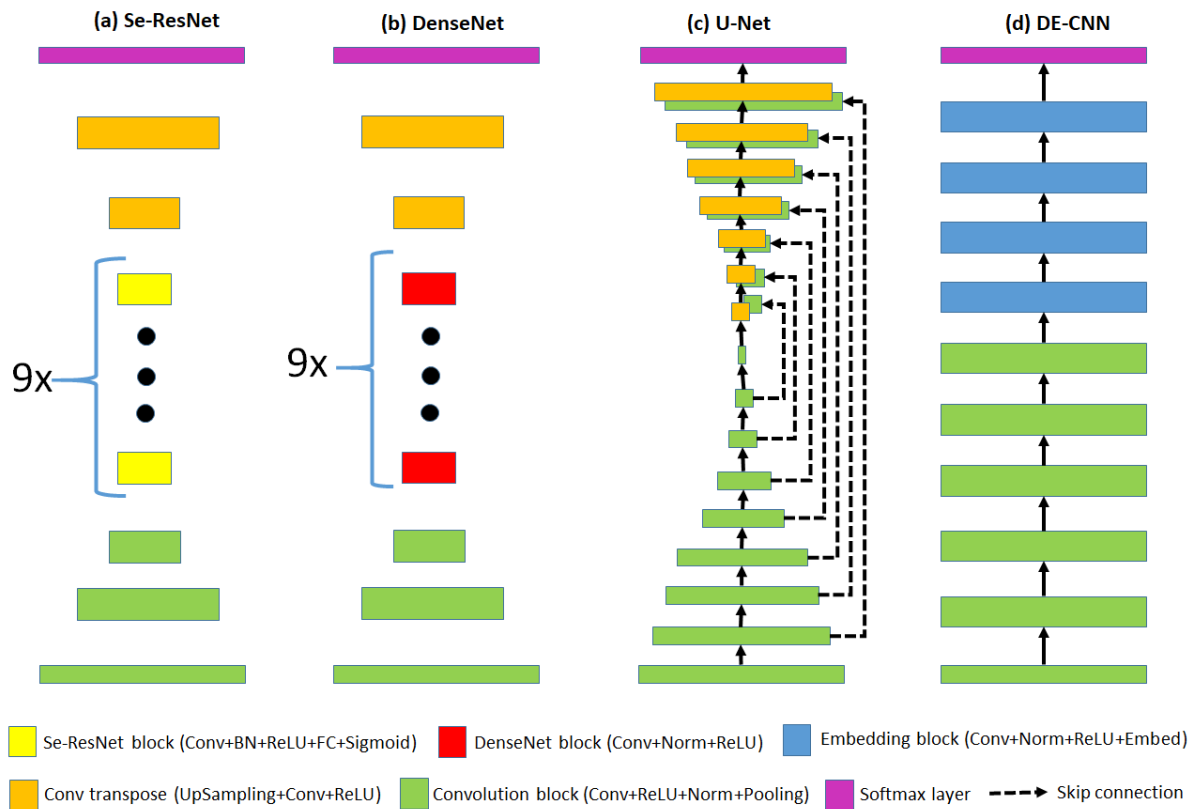 (a) Se-ResNet
(b) DenseNet
(c) U-Net
(d) DE-CNN
9x
9x
Se-ResNet block (Conv+BN+ReLU+FC+Sigmoid)
DenseNet block (Conv+Norm+ReLU)
Embedding block (Conv+Norm+ReLU+Embed)
Conv transpose (UpSampling+Conv+ReLU)
Convolution block (Conv+ReLU+Norm+Pooling)
Softmax layer
Skip connection